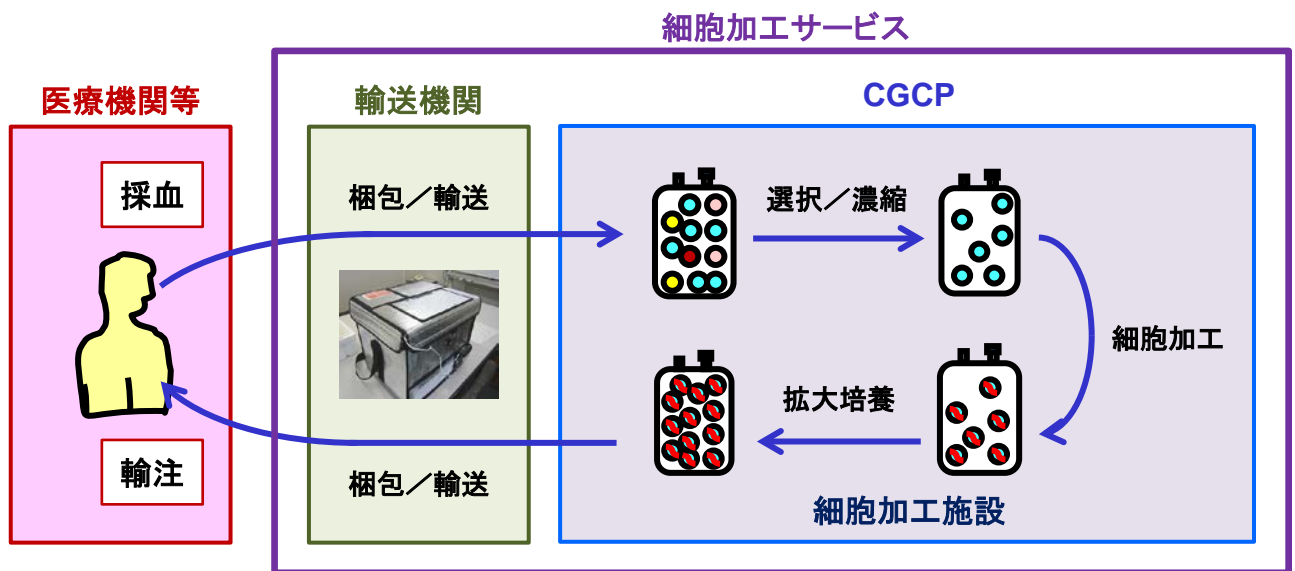 細胞加工サービス
医療機関等
輸送機関
CGCP
採血
梱包／輸送
選択／濃縮
細胞加工
拡大培養
輸注
梱包／輸送
細胞加工施設